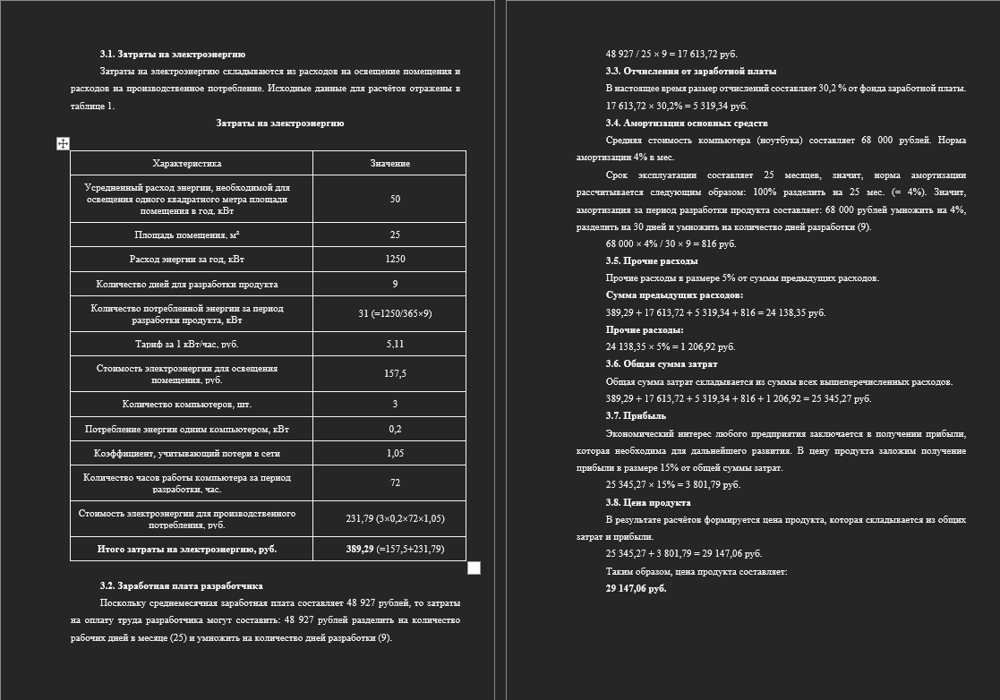 3.1. Затраты на электроэнергию
Затраты на электроэнергию складываются из расходов на освещение помещения и
расходов на производственное потребление. Исходные данные для расчётов отражены в
таблице 1.
Затраты на электроэнергию
Характеристика
Значение
Усредненный расход энергии, необходимой для
освещения одного квадратного метра площади
помещения в год, кВт
50
Площадь помещения, м²
25
Расход энергии за год, кВт
1250
Количество дней для разработки продукта
9
Количество потребленной энергии за период
разработки продукта, кВт
31 (=1250/365×9)
Тариф за 1 кВт/час, руб.
5,11
Стоимость электроэнергии для освещения
помещения, руб.
157,5
Количество компьютеров, шт.
3
Потребление энергии одним компьютером, кВт
0,2
Коэффициент, учитывающий потери в сети
1,05
Количество часов работы компьютера за период
разработки, час.
72
Стоимость электроэнергии для производственного
потребления, руб.
231,79 (3×0,2×72×1,05)
Итого затраты на электроэнергию, руб.
389,29 (=157,5+231,79)
3.2. Заработная плата разработчика
Поскольку среднемесячная заработная плата составляет 48 927 рублей, то затраты
на оплату труда разработчика могут составить: 48 927 рублей разделить на количество
рабочих дней в месяце (25) и умножить на количество дней разработки (9).
48 927 / 25 × 9 = 17 613,72 руб.
3.3. Отчисления от заработной платы
В настоящее время размер отчислений составляет 30,2 % от фонда заработной платы.
17 613,72 × 30,2% = 5 319,34 руб.
3.4. Амортизация основных средств
Средняя стоимость компьютера (ноутбука) составляет 68 000 рублей. Норма
амортизации 4% в мес.
Срок эксплуатации составляет 25 месяцев, значит, норма амортизации
рассчитывается следующим образом: 100% разделить на 25 мес. (= 4%). Значит,
амортизация за период разработки продукта составляет: 68 000 рублей умножить на 4%,
разделить на 30 дней и умножить на количество дней разработки (9).
68 000 × 4% / 30 × 9 = 816 руб.
3.5. Прочие расходы
Прочие расходы в размере 5% от суммы предыдущих расходов.
Сумма предыдущих расходов:
389,29 + 17 613,72 + 5 319,34 + 816 = 24 138,35 руб.
Прочие расходы:
24 138,35 × 5% = 1 206,92 руб.
3.6. Общая сумма затрат
Общая сумма затрат складывается из суммы всех вышеперечисленных расходов.
389,29 + 17 613,72 + 5 319,34 + 816 + 1 206,92 = 25 345,27 руб.
3.7. Прибыль
Экономический интерес любого предприятия заключается в получении прибыли,
которая необходима для дальнейшего развития. В цену продукта заложим получение
прибыли в размере 15% от общей суммы затрат.
25 345,27 × 15% = 3 801,79 руб.
3.8. Цена продукта
В результате расчётов формируется цена продукта, которая складывается из общих
затрат и прибыли.
25 345,27 + 3 801,79 = 29 147,06 руб.
Таким образом, цена продукта составляет:
29 147,06 руб.